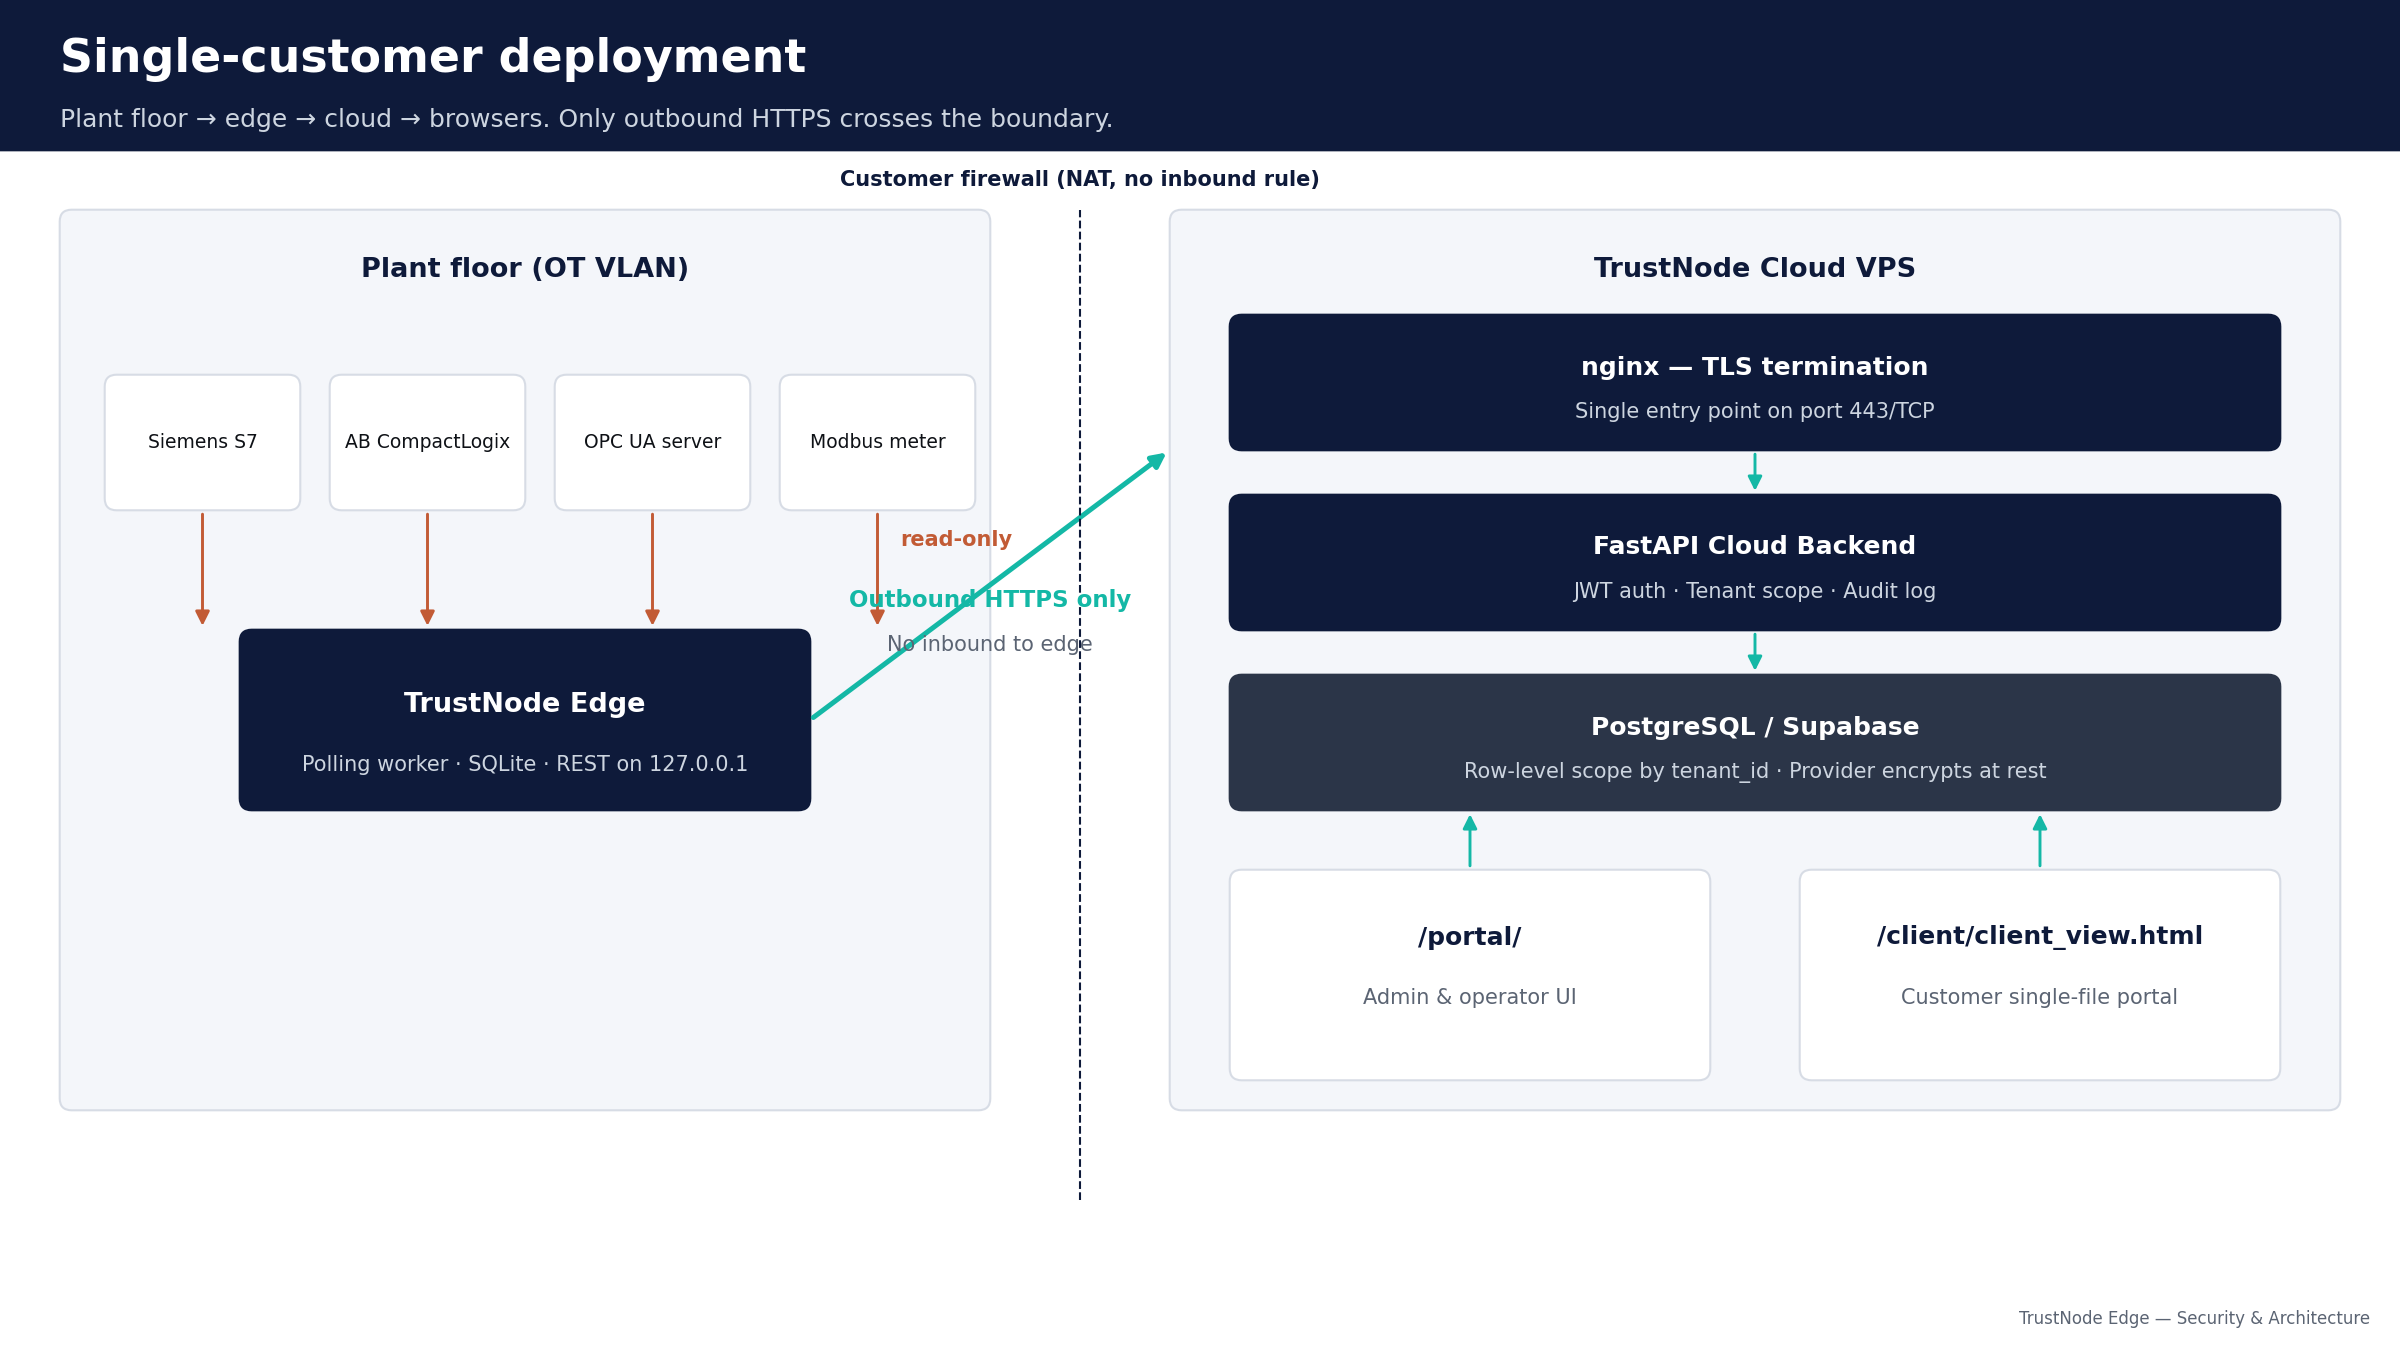 Single-customer deployment
Plant floor → edge → cloud → browsers. Only outbound HTTPS crosses the boundary.
Customer firewall (NAT, no inbound rule)
Plant floor (OT VLAN)
Siemens S7
AB CompactLogix
OPC UA server
Modbus meter
read-only
Outbound HTTPS only
No inbound to edge
TrustNode Edge
Polling worker · SQLite · REST on 127.0.0.1
TrustNode Cloud VPS
nginx — TLS termination
Single entry point on port 443/TCP
FastAPI Cloud Backend
JWT auth · Tenant scope · Audit log
PostgreSQL / Supabase
Row-level scope by tenant_id · Provider encrypts at rest
/portal/
Admin & operator UI
/client/client_view.html
Customer single-file portal
TrustNode Edge — Security & Architecture